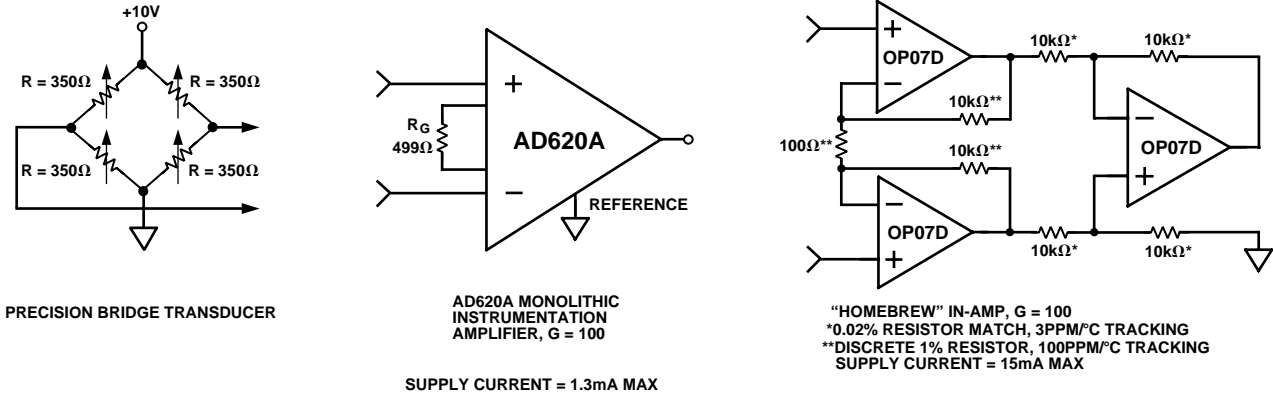 +10V
R = 350Ω
R = 350Ω
R = 350Ω
R = 350Ω
PRECISION BRIDGE TRANSDUCER
+
RG
499Ω
AD620A
–
REFERENCE
AD620A MONOLITHIC
INSTRUMENTATION
AMPLIFIER, G = 100
SUPPLY CURRENT = 1.3mA MAX
+
OP07D
–
10kΩ*
10kΩ*
10kΩ**
100Ω**
10kΩ**
–
OP07D
+
–
OP07D
+
10kΩ*
10kΩ*
“HOMEBREW” IN-AMP, G = 100
*0.02% RESISTOR MATCH, 3PPM/°C TRACKING
**DISCRETE 1% RESISTOR, 100PPM/°C TRACKING
SUPPLY CURRENT = 15mA MAX